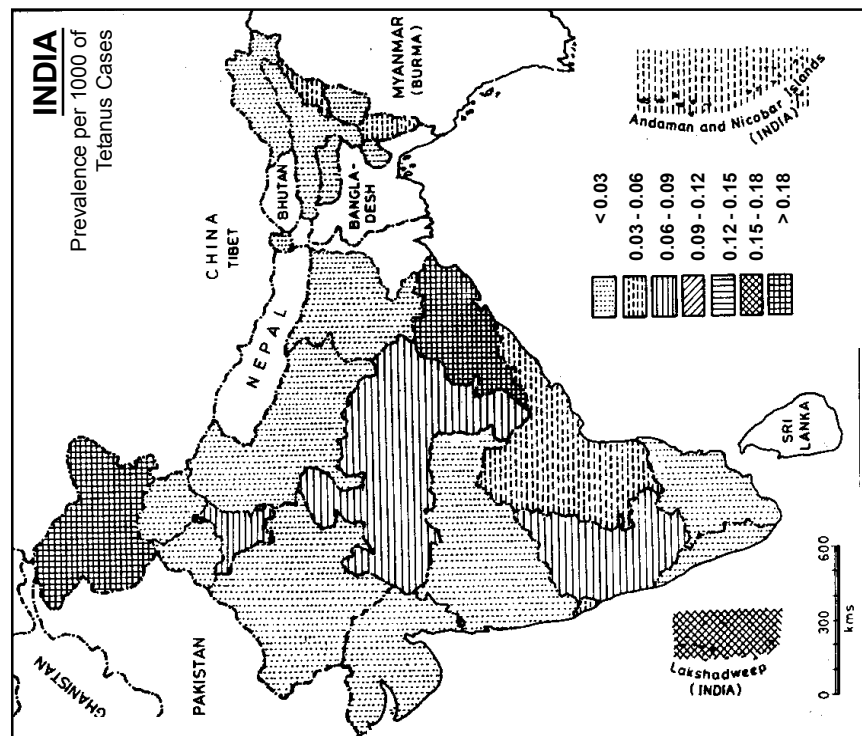 INDIA
Prevalence per 1000 of
Tetanus Cases
GHANISTAN
PAKISTAN
CHINA
TIBET
NEPAL
BHUTAN
BANGLA-
DESH
MYANMAR
(BURMA)
SRI
LANKA
Andaman and Nicobar Islands
(INDIA)
Lakshadweep
(INDIA)
< 0.03
0.03 - 0.06
0.06 - 0.09
0.09 - 0.12
0.12 - 0.15
0.15 - 0.18
> 0.18
0 300 600
kms